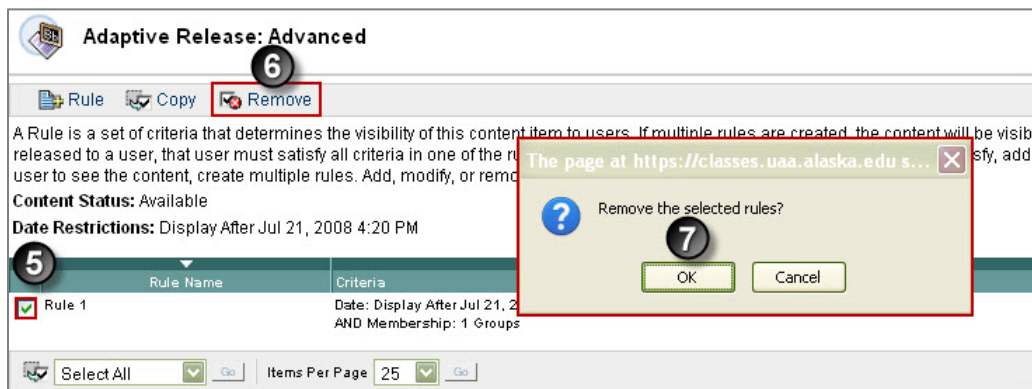 Adaptive Release: Advanced
6
Rule Copy Remove
A Rule is a set of criteria that determines the visibility of this content item to users. If multiple rules are created, the content will be visib
released to a user, that user must satisfy all criteria in one of the ru
sfy, add
user to see the content, create multiple rules. Add, modify, or remo
Content Status: Available
Date Restrictions: Display After Jul 21, 2008 4:20 PM
The page at https://classes.uaa.alaska.edu s... X
? Remove the selected rules?
7
OK Cancel
5
Rule Name Criteria
Rule 1 Date: Display After Jul 21, 2
AND Membership: 1 Groups
Select All Go Items Per Page 25 Go